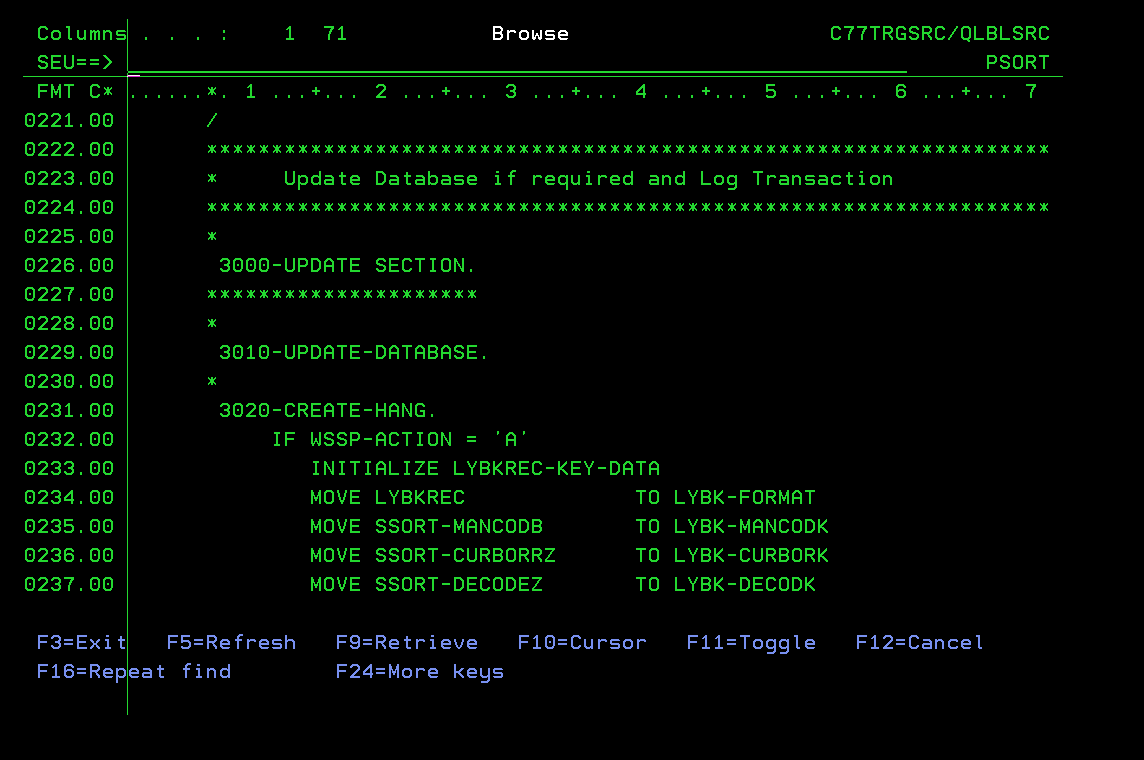 Columns . . . :    1  71           Browse                    C77TRGSRC/QLBLSRC
SEU==>                                                                   PSORT
FMT C* ......*. 1 ...+... 2 ...+... 3 ...+... 4 ...+... 5 ...+... 6 ...+... 7
0221.00       /
0222.00       *****************************************************************
0223.00       *     Update Database if required and Log Transaction
0224.00       *****************************************************************
0225.00       *
0226.00        3000-UPDATE SECTION.
0227.00       *********************
0228.00       *
0229.00        3010-UPDATE-DATABASE.
0230.00       *
0231.00        3020-CREATE-HANG.
0232.00            IF WSSP-ACTION = 'A'
0233.00               INITIALIZE LYBKREC-KEY-DATA
0234.00               MOVE LYBKREC             TO LYBK-FORMAT
0235.00               MOVE SSORT-MANCODB       TO LYBK-MANCODK
0236.00               MOVE SSORT-CURBORRZ      TO LYBK-CURBORK
0237.00               MOVE SSORT-DECODEZ       TO LYBK-DECODK
F3=Exit   F5=Refresh   F9=Retrieve   F10=Cursor   F11=Toggle   F12=Cancel
F16=Repeat find        F24=More keys